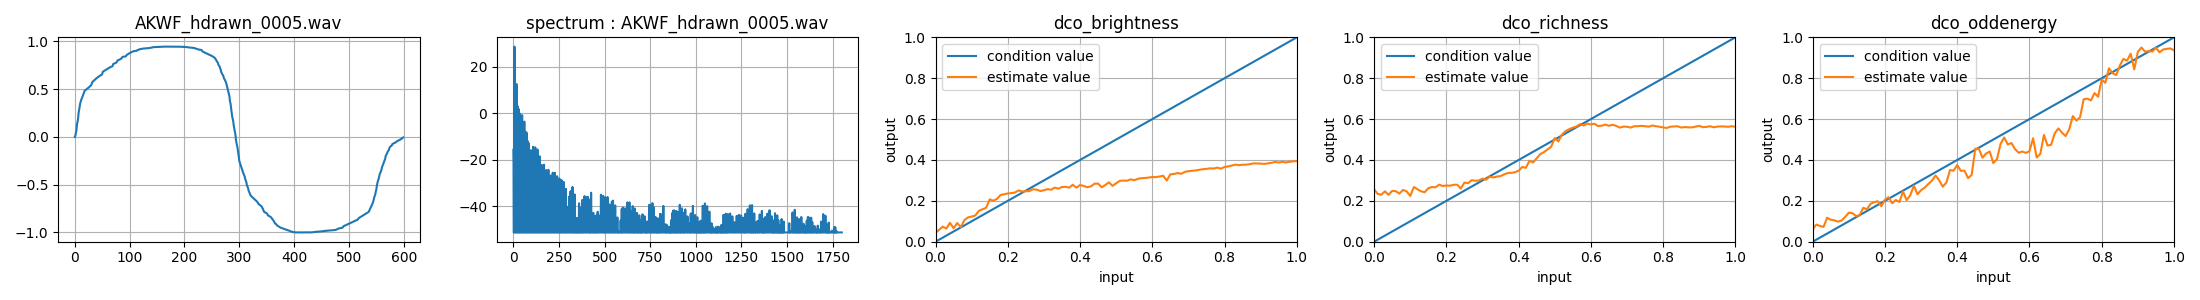 AKWF_hdrawn_0005.wav
1.0
0.5
0.0
−0.5
−1.0
0 100 200 300 400 500 600
spectrum : AKWF_hdrawn_0005.wav
20
0
−20
−40
0 250 500 750 1000 1250 1500 1750
dco_brightness
condition value
estimate value
output
1.0
0.8
0.6
0.4
0.2
0.0
0.0 0.2 0.4 0.6 0.8 1.0
input
dco_richness
condition value
estimate value
output
1.0
0.8
0.6
0.4
0.2
0.0
0.0 0.2 0.4 0.6 0.8 1.0
input
dco_oddenergy
condition value
estimate value
output
1.0
0.8
0.6
0.4
0.2
0.0
0.0 0.2 0.4 0.6 0.8 1.0
input